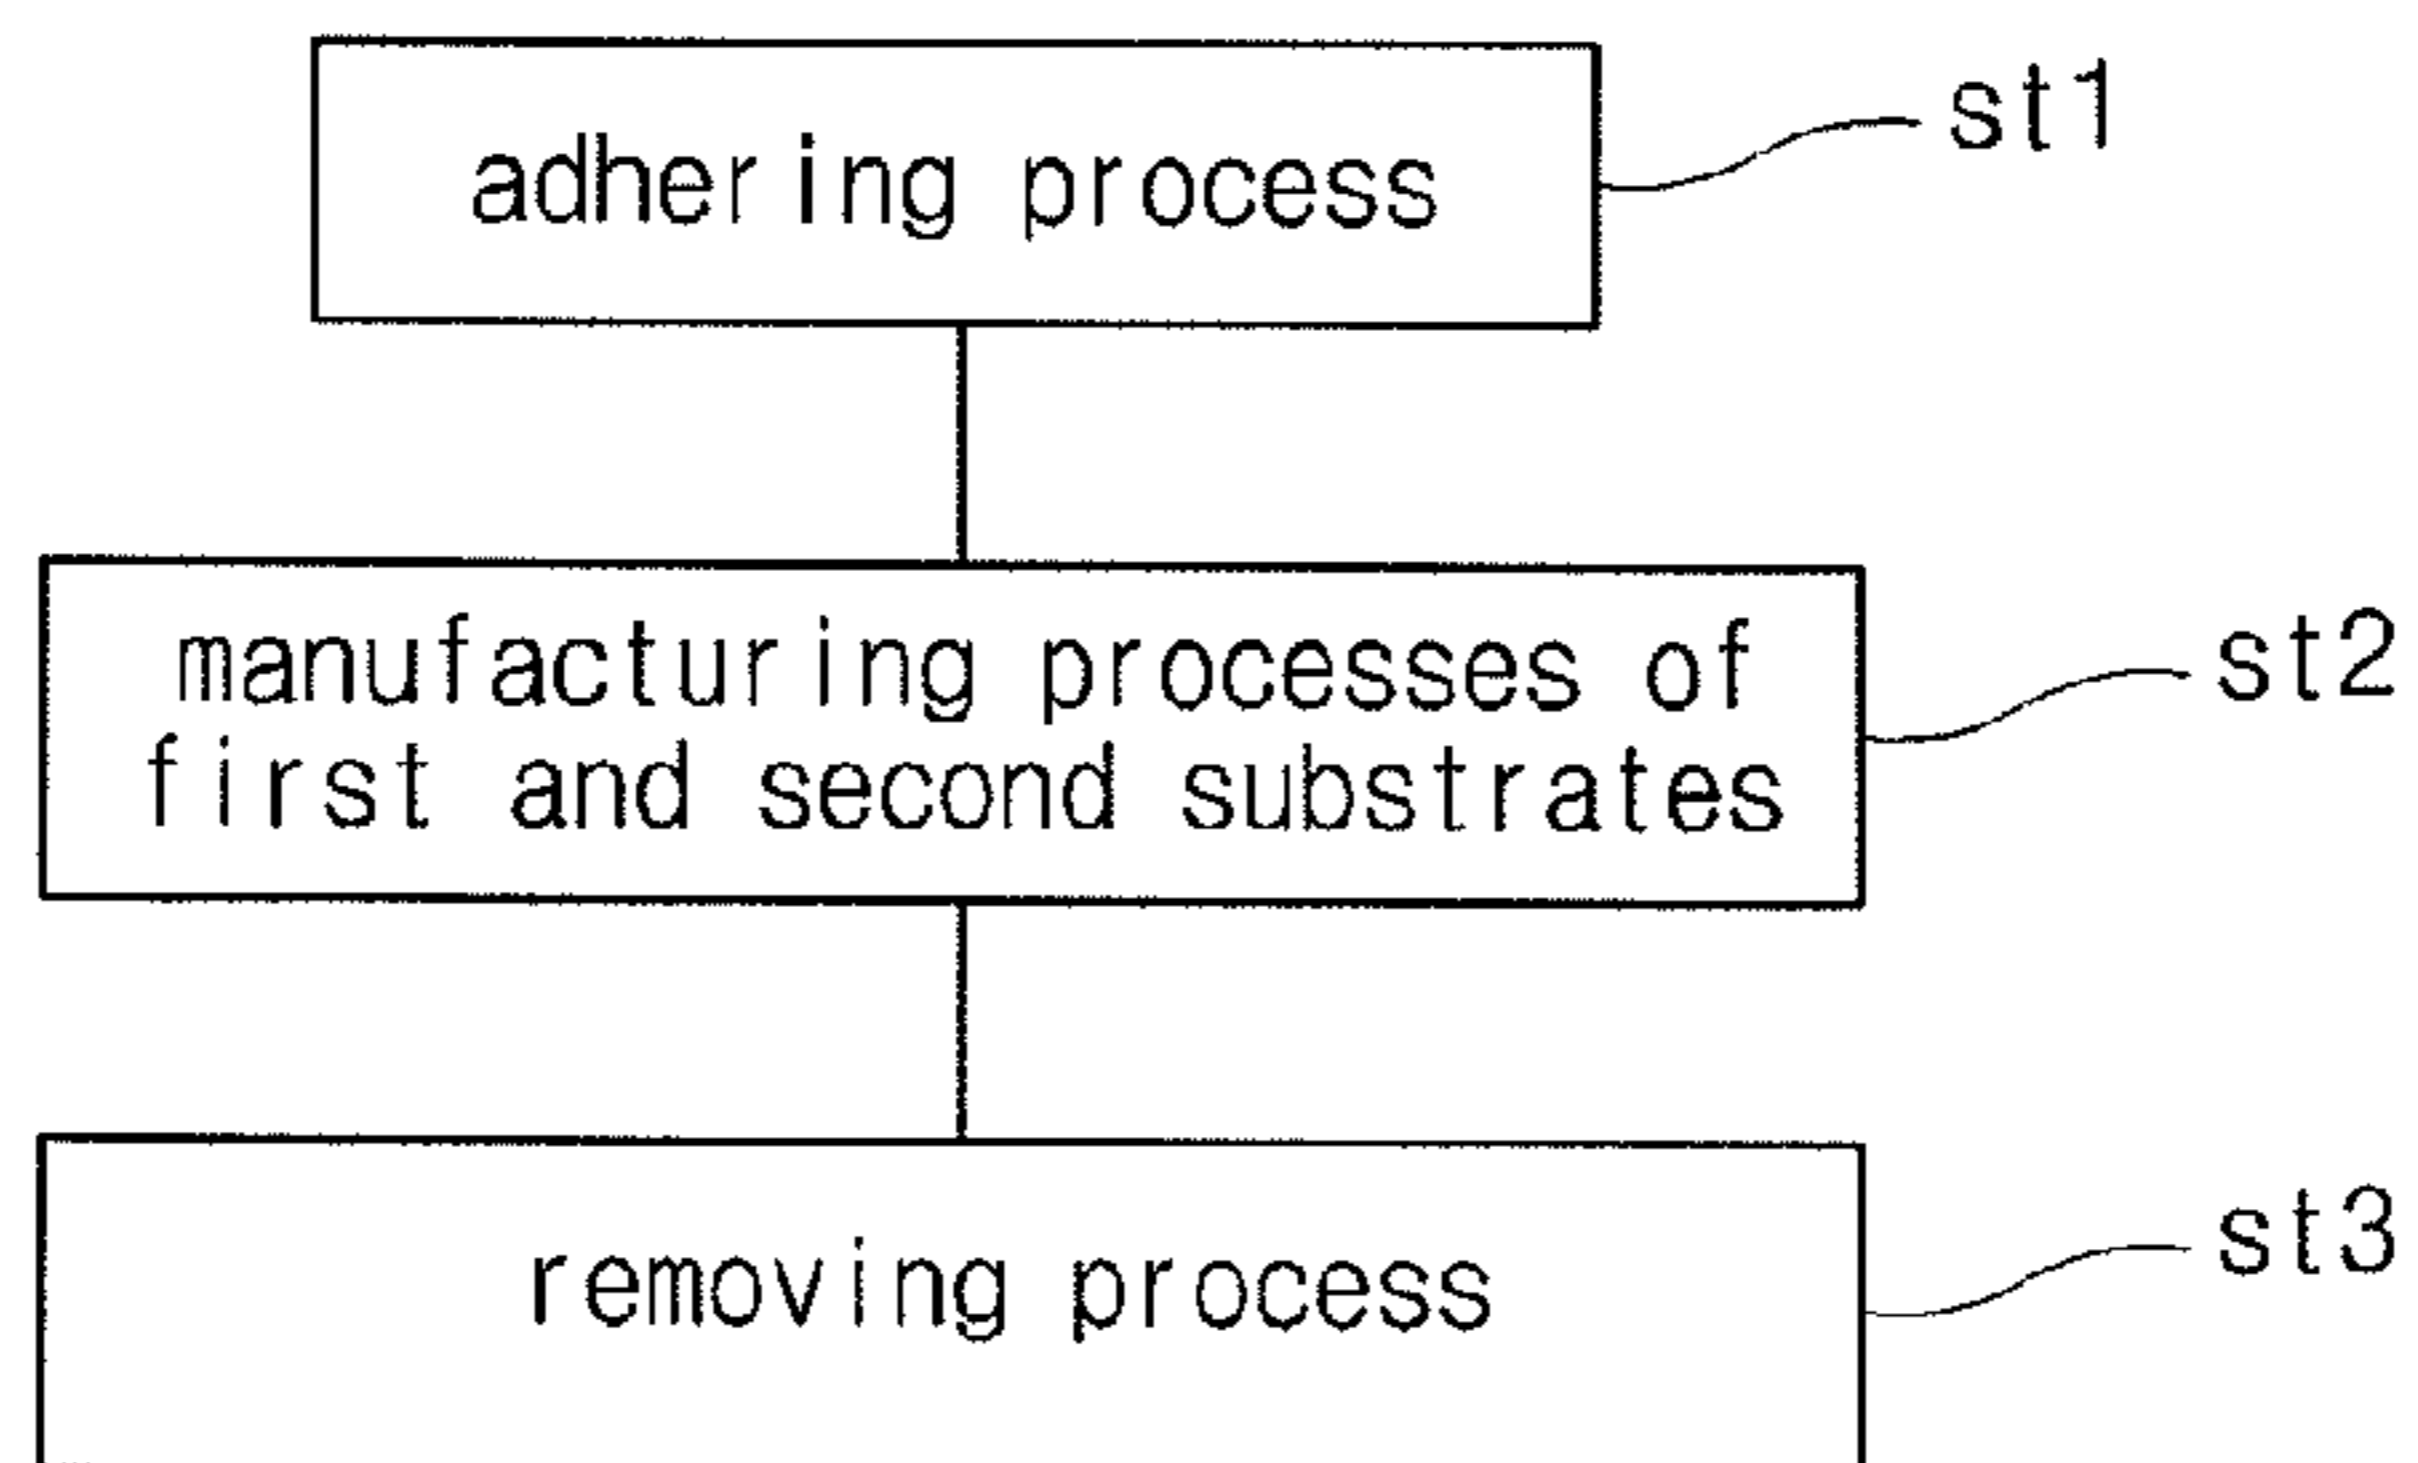 adhering process
st1
manufacturing processes of
first and second substrates
st2
removing process
st3